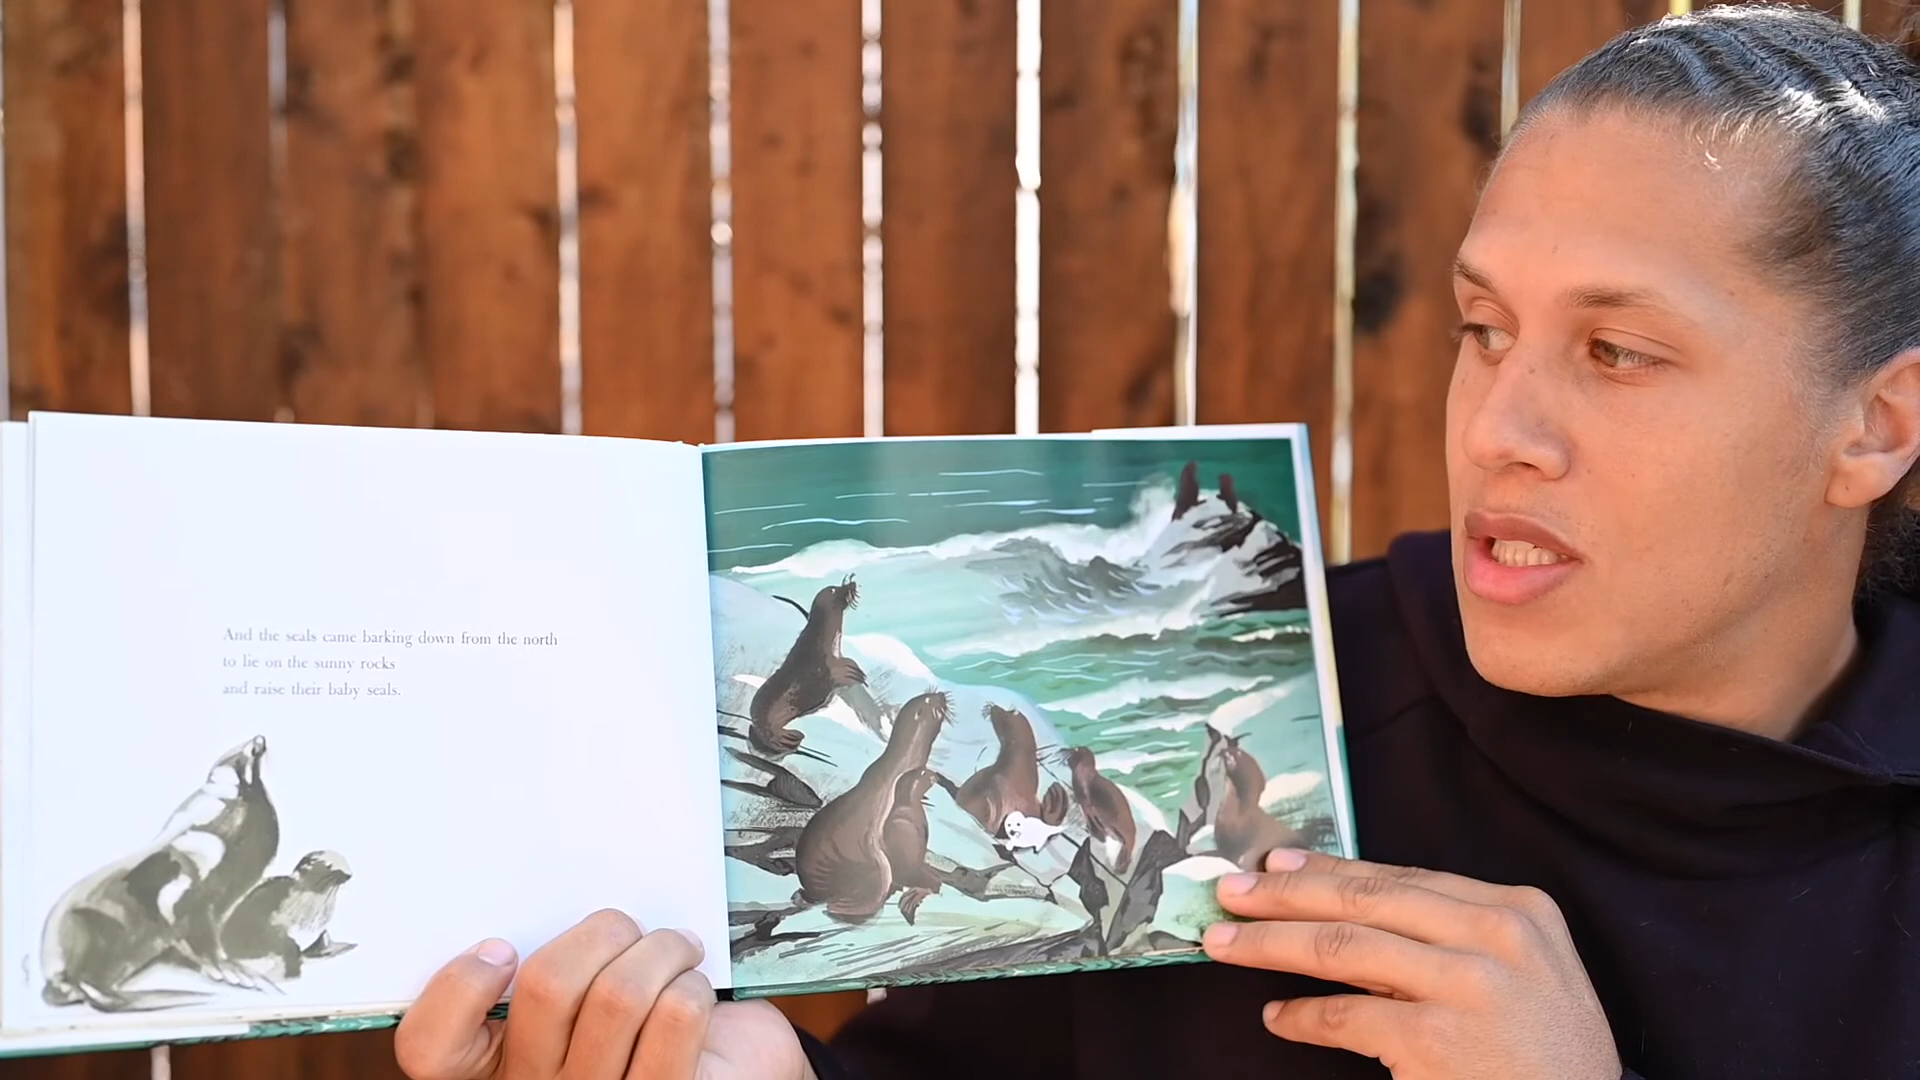 And the seals came barking down from the north
to lie on the sunny rocks
and raise their baby seals.